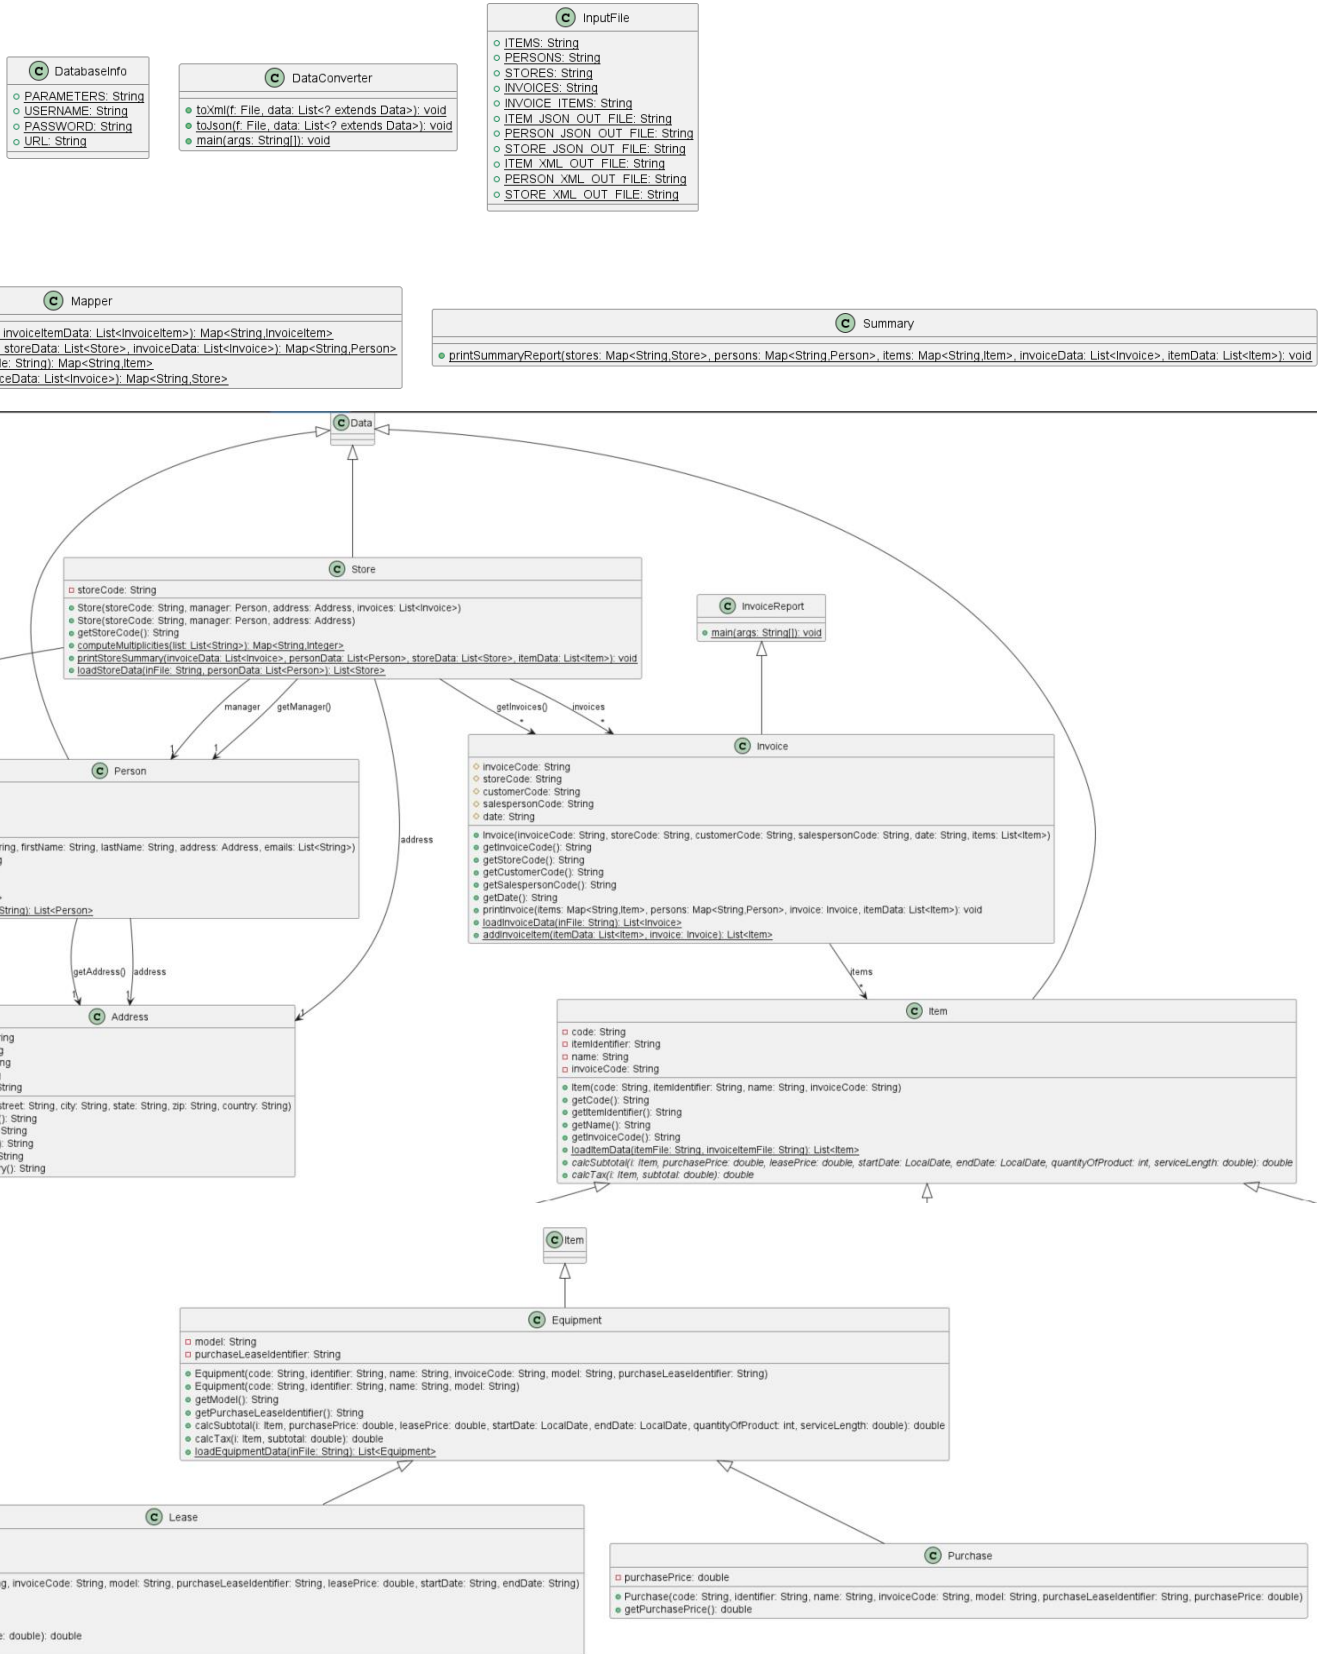 C InputFile
ITEMS: String
PERSONS: String
STORES: String
INVOICES: String
INVOICE_ITEMS: String
ITEM_JSON_OUT_FILE: String
PERSON_JSON_OUT_FILE: String
STORE_JSON_OUT_FILE: String
ITEM_XML_OUT_FILE: String
PERSON_XML_OUT_FILE: String
STORE_XML_OUT_FILE: String
C DatabaseInfo
PARAMETERS: String
USERNAME: String
PASSWORD: String
URL: String
C DataConverter
toXml(f: File, data: List<? extends Data>): void
toJson(f: File, data: List<? extends Data>): void
main(args: String[]): void
C Mapper
invoiceItemData: List<InvoiceItem>): Map<String,InvoiceItem>
storeData: List<Store>, invoiceData: List<Invoice>): Map<String,Person>
le: String): Map<String,Item>
ceData: List<Invoice>): Map<String,Store>
C Summary
printSummaryReport(stores: Map<String,Store>, persons: Map<String,Person>, items: Map<String,Item>, invoiceData: List<Invoice>, itemData: List<Item>): void
C Data
C Store
storeCode: String
Store(storeCode: String, manager: Person, address: Address, invoices: List<Invoice>)
Store(storeCode: String, manager: Person, address: Address)
getStoreCode(): String
computeMultiplicities(list: List<String>): Map<String,Integer>
printStoreSummary(invoiceData: List<Invoice>, personData: List<Person>, storeData: List<Store>, itemData: List<Item>): void
loadStoreData(inFile: String, personData: List<Person>): List<Store>
C InvoiceReport
main(args: String[]): void
manager
getManager()
getInvoices()
invoices
1
1
*
*
C Person
ring, firstName: String, lastName: String, address: Address, emails: List<String>)
String): List<Person>
address
C Invoice
invoiceCode: String
storeCode: String
customerCode: String
salespersonCode: String
date: String
Invoice(invoiceCode: String, storeCode: String, customerCode: String, salespersonCode: String, date: String, items: List<Item>)
getInvoiceCode(): String
getStoreCode(): String
getCustomerCode(): String
getSalespersonCode(): String
getDate(): String
printInvoice(items: Map<String,Item>, persons: Map<String,Person>, invoice: Invoice, itemData: List<Item>): void
loadInvoiceData(inFile: String): List<Invoice>
addInvoiceItem(itemData: List<Item>, invoice: Invoice): List<Item>
getAddress()
address
items
1
1
1
*
C Address
ring
g
ng
String
street: String, city: String, state: String, zip: String, country: String)
(): String
String
): String
String
ry(): String
C Item
code: String
itemIdentifier: String
name: String
invoiceCode: String
Item(code: String, itemIdentifier: String, name: String, invoiceCode: String)
getCode(): String
getItemIdentifier(): String
getName(): String
getInvoiceCode(): String
loadItemData(itemFile: String, invoiceItemFile: String): List<Item>
calcSubtotal(i: Item, purchasePrice: double, leasePrice: double, startDate: LocalDate, endDate: LocalDate, quantityOfProduct: int, serviceLength: double): double
calcTax(i: Item, subtotal: double): double
C Item
C Equipment
model: String
purchaseLeaseIdentifier: String
Equipment(code: String, identifier: String, name: String, invoiceCode: String, model: String, purchaseLeaseIdentifier: String)
Equipment(code: String, identifier: String, name: String, model: String)
getModel(): String
getPurchaseLeaseIdentifier(): String
calcSubtotal(i: Item, purchasePrice: double, leasePrice: double, startDate: LocalDate, endDate: LocalDate, quantityOfProduct: int, serviceLength: double): double
calcTax(i: Item, subtotal: double): double
loadEquipmentData(inFile: String): List<Equipment>
C Lease
g, invoiceCode: String, model: String, purchaseLeaseIdentifier: String, leasePrice: double, startDate: String, endDate: String)
e: double): double
C Purchase
purchasePrice: double
Purchase(code: String, identifier: String, name: String, invoiceCode: String, model: String, purchaseLeaseIdentifier: String, purchasePrice: double)
getPurchasePrice(): double